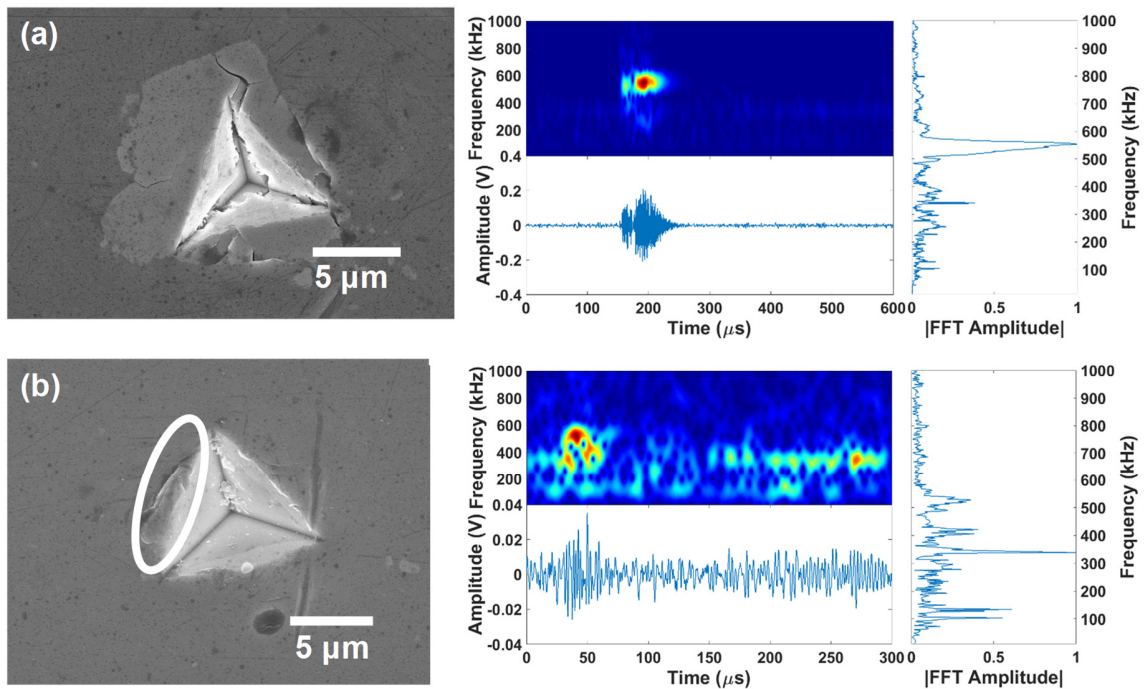 (a)
5 µm
Frequency (kHz)
1000
800
600
400
200
Amplitude (V)
0.4
0.2
0
-0.2
-0.4
0 100 200 300 400 500 600
Time (µs)
1000
900
800
700
600
500
400
300
200
100
Frequency (kHz)
0 0.5 1
|FFT Amplitude|
(b)
5 µm
Frequency (kHz)
1000
800
600
400
200
Amplitude (V)
0.04
0.02
0
-0.02
-0.04
0 50 100 150 200 250 300
Time (µs)
1000
900
800
700
600
500
400
300
200
100
Frequency (kHz)
0 0.5 1
|FFT Amplitude|